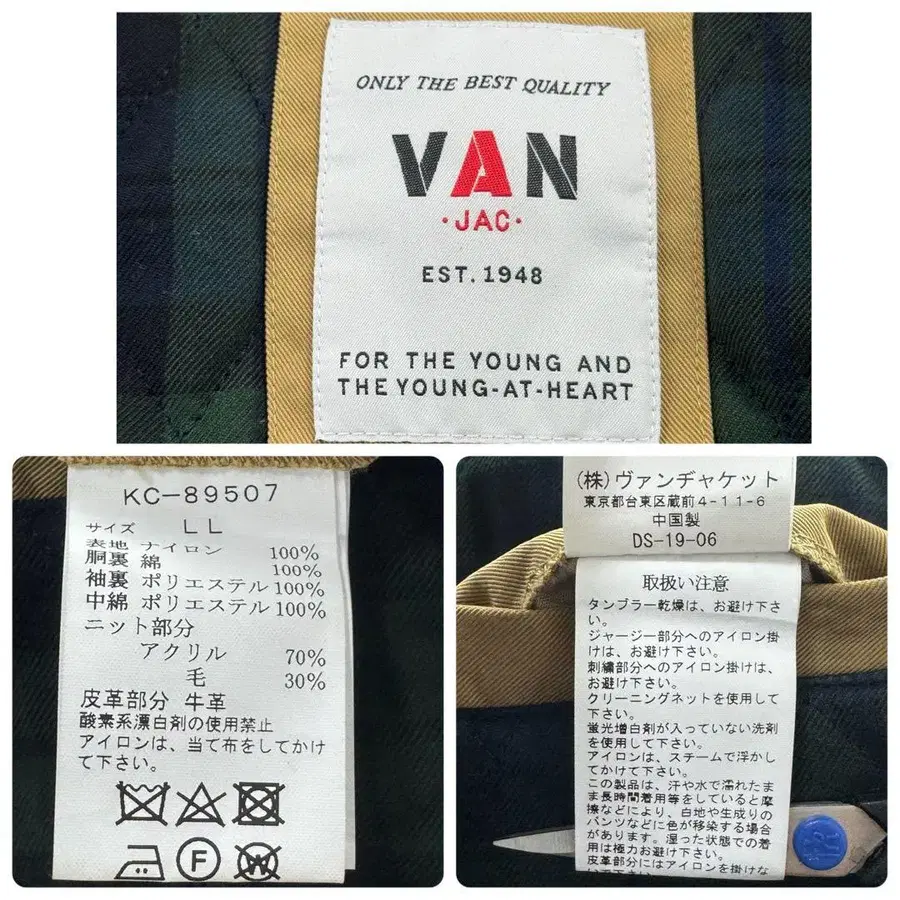 ONLY THE BEST QUALITY
VAN
·JAC·
EST. 1948
FOR THE YOUNG AND
THE YOUNG-AT-HEART
KC-89507
サイズ LL
表地 ナイロン 100%
胴裏 綿 100%
袖裏 ポリエステル 100%
中綿 ポリエステル 100%
ニット部分
アクリル 70%
毛 30%
皮革部分 牛革
酸素系漂白剤の使用禁止
アイロンは、当て布をしてかけ
て下さい。
F
W
(株)ヴァンヂャケット
東京都台東区蔵前4-11-6
中国製
DS-19-06
取扱い注意
タンブラー乾燥は、お避け下さ
い。
ジャージー部分へのアイロン掛
けは、お避け下さい。
刺繍部分へのアイロン掛けは、
お避け下さい。
クリーニングネットを使用して
下さい。
蛍光増白剤が入っていない洗剤
を使用して下さい。
アイロンは、スチームで浮かし
てかけて下さい。
この製品は、汗や水で濡れたま
ま長時間着用等をしていると摩
擦などにより、白地や生成りの
パンツなどに色が移染する場合
があります。湿った状態での着
用は極力お避け下さい。
皮革部分にはアイロンを掛けな
いで下さい。